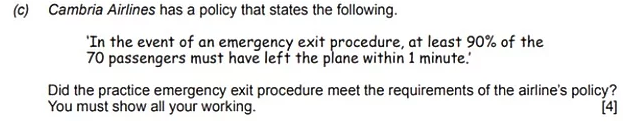 (c) Cambria Airlines has a policy that states the following.
'In the event of an emergency exit procedure, at least 90% of the
70 passengers must have left the plane within 1 minute.'
Did the practice emergency exit procedure meet the requirements of the airline's policy?
You must show all your working. [4]